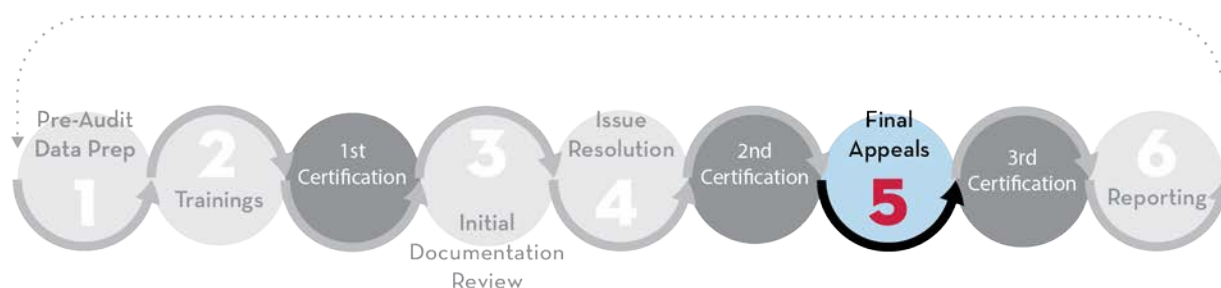 Pre-Audit
Data Prep
1
2
Trainings
1st
Certification
3
Initial
Documentation
Review
Issue
Resolution
4
2nd
Certification
Final
Appeals
5
3rd
Certification
6
Reporting